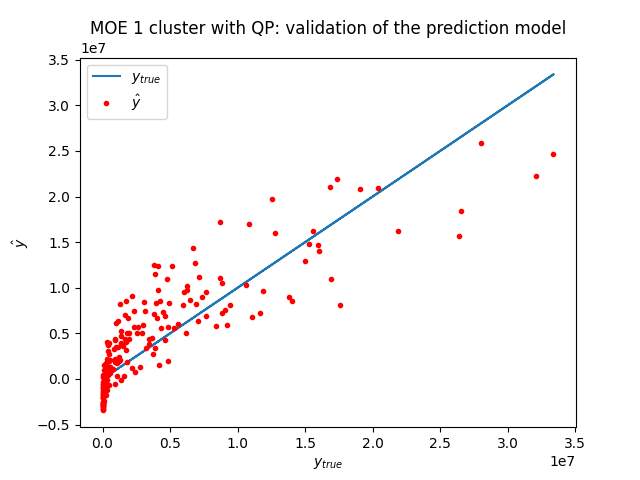 MOE 1 cluster with QP: validation of the prediction model
1e7
3.5
3.0
2.5
2.0
1.5
1.0
0.5
0.0
−0.5
ŷ
y_true
ŷ
0.0 0.5 1.0 1.5 2.0 2.5 3.0 3.5
y_true 1e7